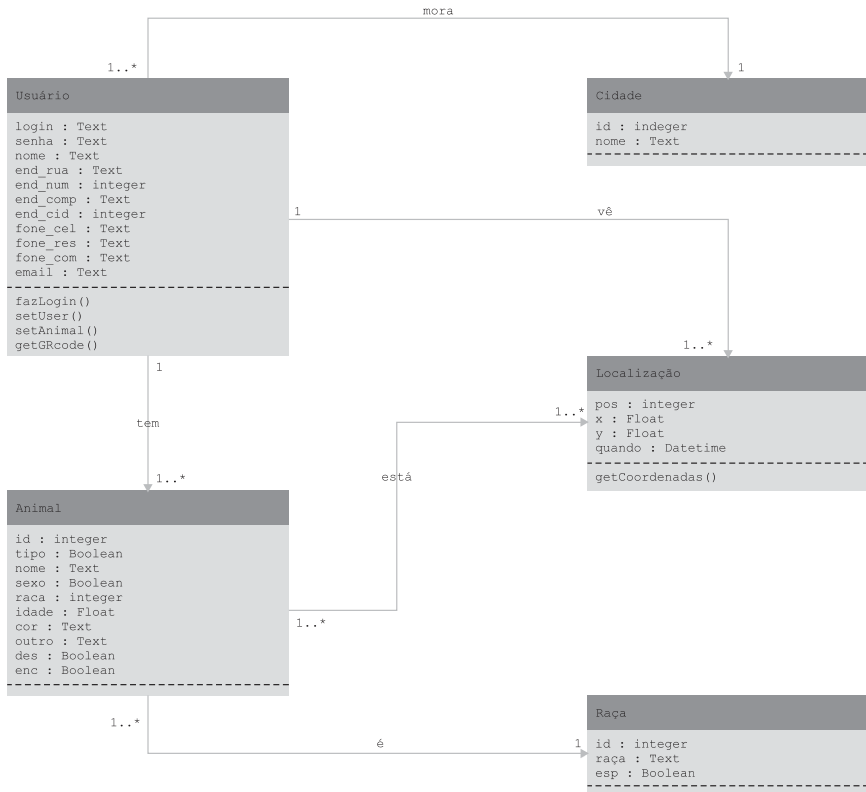 mora
1..*
1
Usuário
login : Text
senha : Text
nome : Text
end_rua : Text
end_num : integer
end_comp : Text
end_cid : integer
fone_cel : Text
fone_res : Text
fone_com : Text
email : Text
fazLogin()
setUser()
setAnimal()
getGRcode()
Cidade
id : indeger
nome : Text
1
vê
1..*
Localização
pos : integer
x : Float
y : Float
quando : Datetime
getCoordenadas()
1
tem
1..*
Animal
id : integer
tipo : Boolean
nome : Text
sexo : Boolean
raca : integer
idade : Float
cor : Text
outro : Text
des : Boolean
enc : Boolean
1..*
está
1..*
1..*
é
1
Raça
id : integer
raça : Text
esp : Boolean